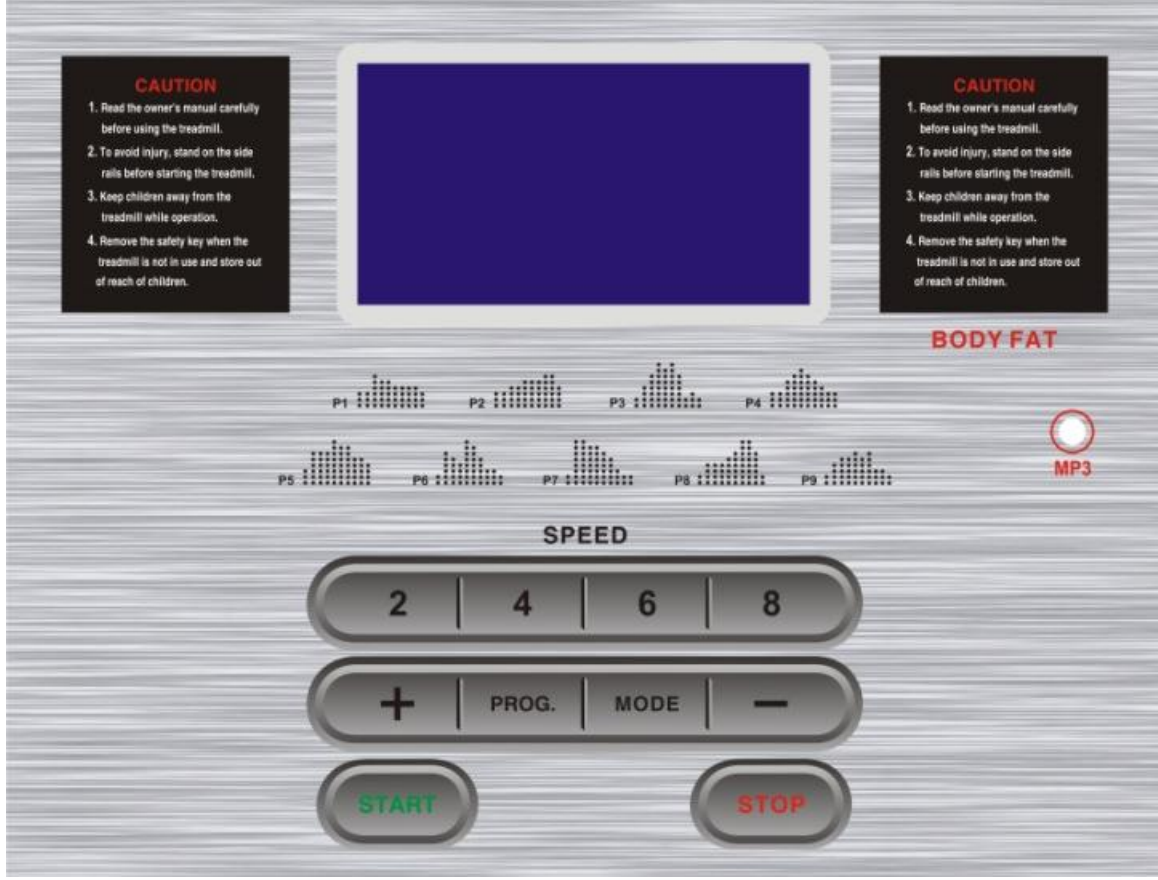 CAUTION
1. Read the owner's manual carefully
before using the treadmill.
2. To avoid injury, stand on the side
rails before starting the treadmill.
3. Keep children away from the
treadmill while operation.
4. Remove the safety key when the
treadmill is not in use and store out
of reach of children.
CAUTION
1. Read the owner's manual carefully
before using the treadmill.
2. To avoid injury, stand on the side
rails before starting the treadmill.
3. Keep children away from the
treadmill while operation.
4. Remove the safety key when the
treadmill is not in use and store out
of reach of children.
BODY FAT
P1 P2 P3 P4
MP3
P5 P6 P7 P8 P9
SPEED
2 4 6 8
+ PROG. MODE −
START STOP